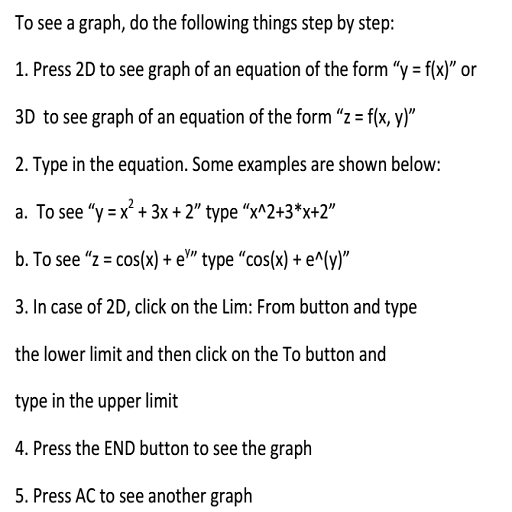 To see a graph, do the following things step by step:
1. Press 2D to see graph of an equation of the form “y = f(x)” or
3D to see graph of an equation of the form “z = f(x, y)”
2. Type in the equation. Some examples are shown below:
a. To see “y = x² + 3x + 2” type “x^2+3*x+2”
b. To see “z = cos(x) + eʸ” type “cos(x) + e^(y)”
3. In case of 2D, click on the Lim: From button and type
the lower limit and then click on the To button and
type in the upper limit
4. Press the END button to see the graph
5. Press AC to see another graph